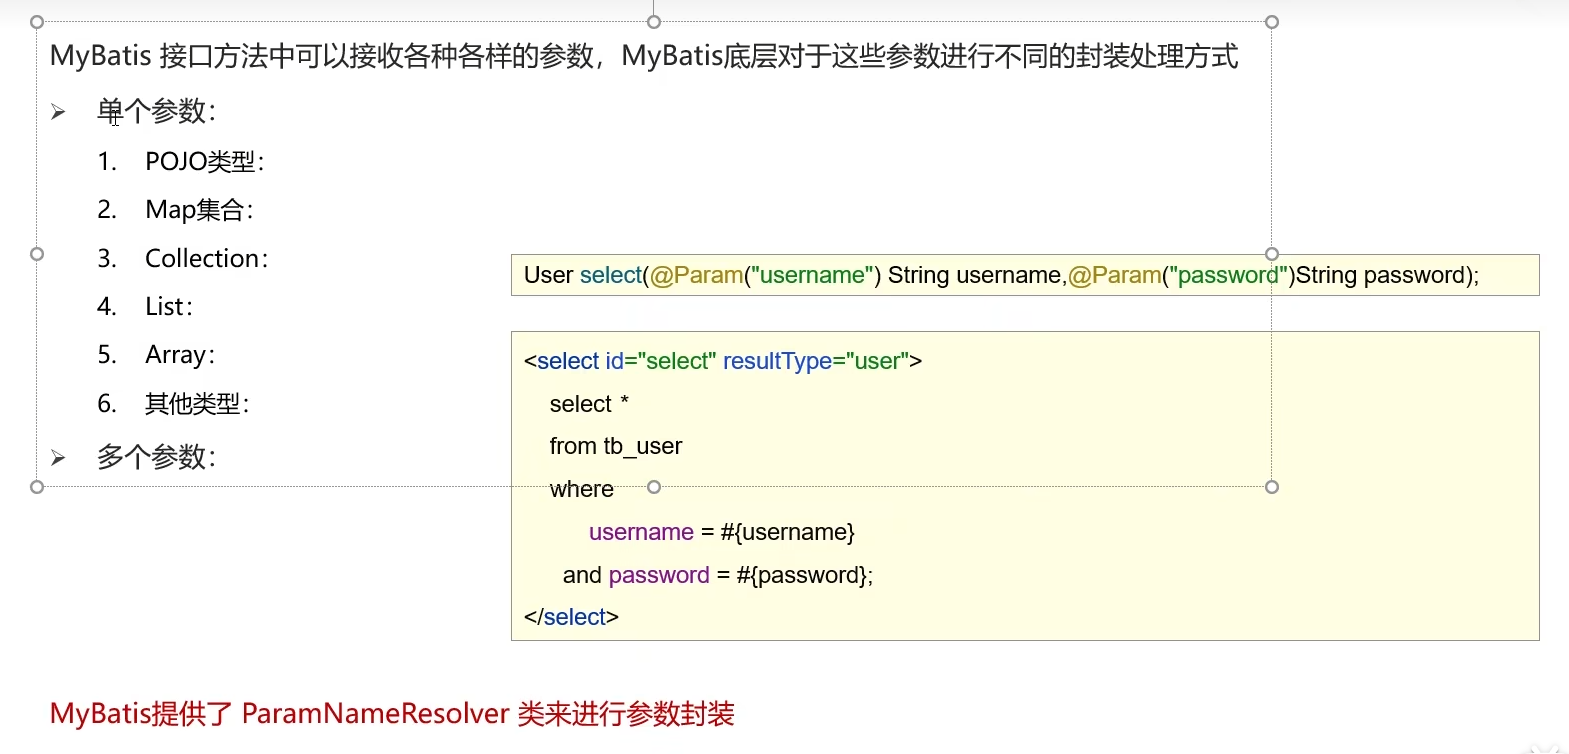 MyBatis 接口方法中可以接收各种各样的参数，MyBatis底层对于这些参数进行不同的封装处理方式
➢ 单个参数：
1. POJO类型：
2. Map集合：
3. Collection：
4. List：
5. Array：
6. 其他类型：
➢ 多个参数：
User select(@Param("username") String username,@Param("password")String password);
<select id="select" resultType="user">
select *
from tb_user
where
username = #{username}
and password = #{password};
</select>
MyBatis提供了 ParamNameResolver 类来进行参数封装